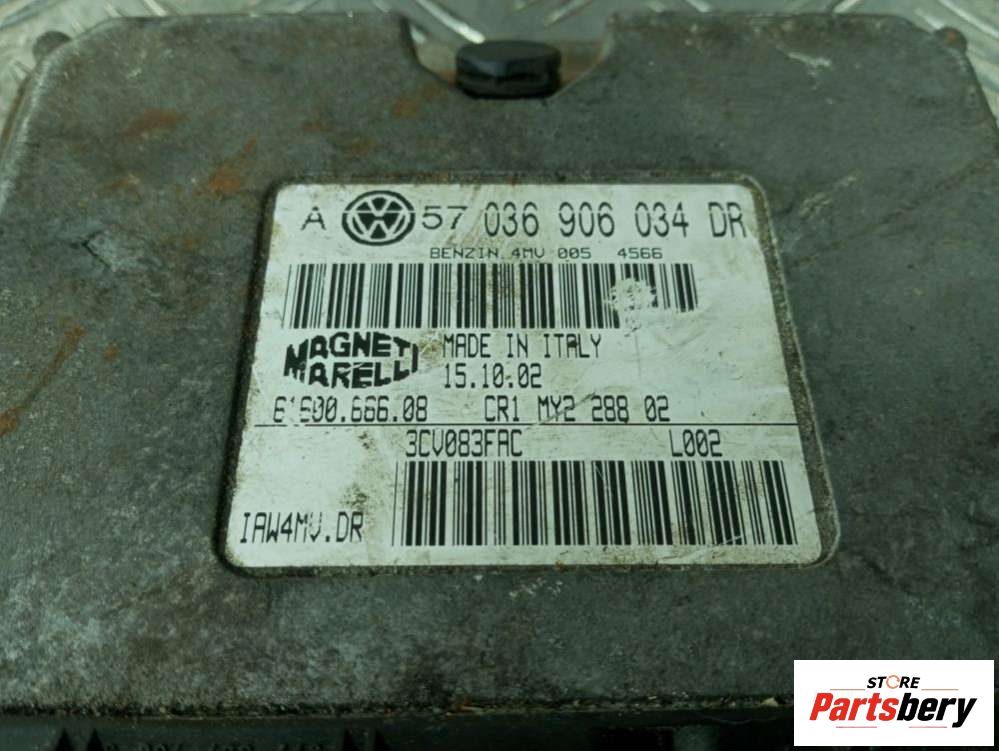 A VW 57 036 906 034 DR
BENZIN 4MV 005 4566
MAGNETI MARELLI
MADE IN ITALY
15.10.02
CR1 MY2 288 02
3CV083FAC L002
IAW4MV.DR
STORE
Partsbery